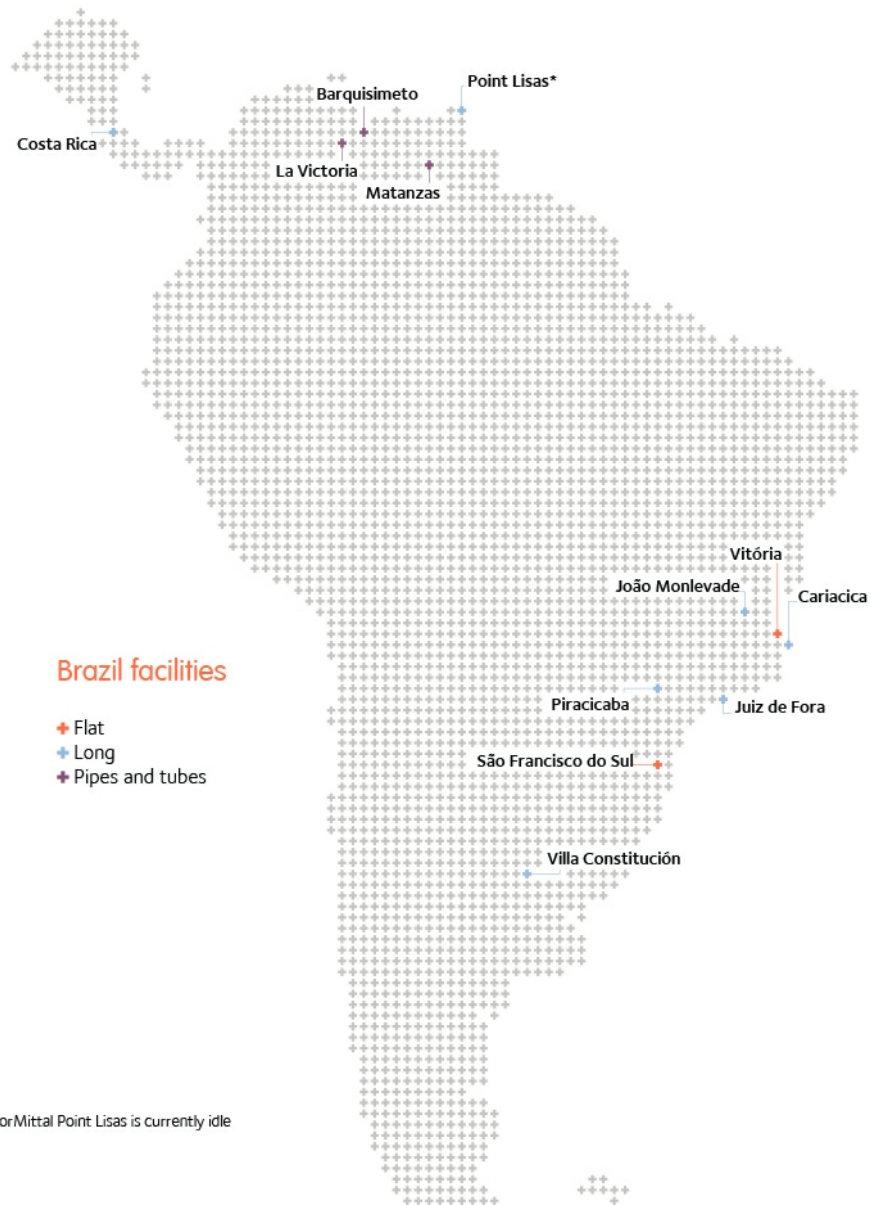 Point Lisas*
Barquisimeto
Costa Rica
La Victoria
Matanzas
Vitória
João Monlevade
Cariacica
Brazil facilities
Piracicaba
Juiz de Fora
Flat
Long
Pipes and tubes
São Francisco do Sul
Villa Constitución
orMittal Point Lisas is currently idle